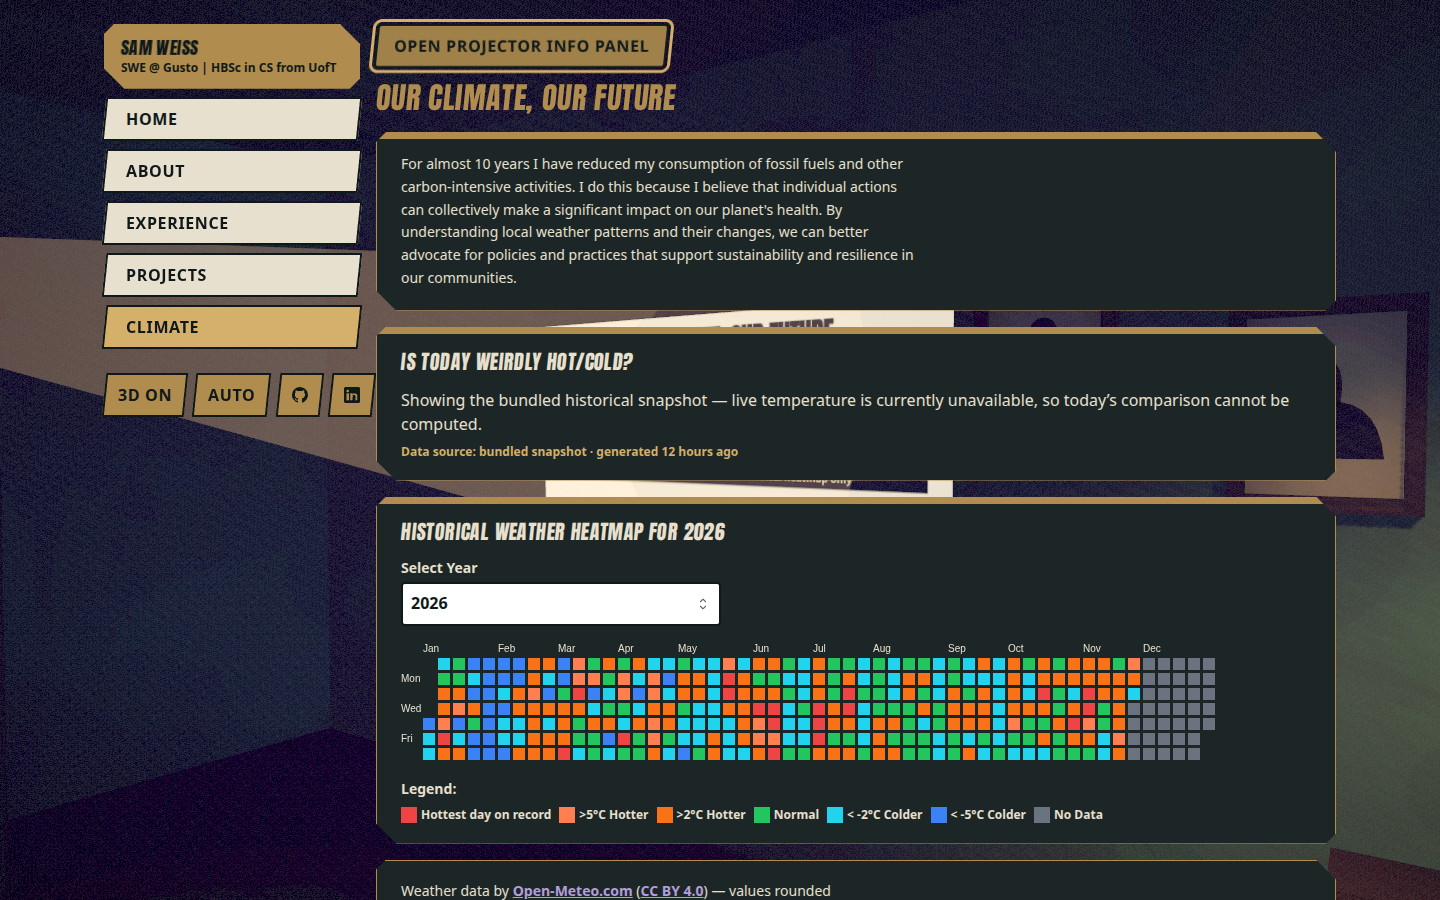 SAM WEISS
SWE @ Gusto | HBSc in CS from UofT
HOME
ABOUT
EXPERIENCE
PROJECTS
CLIMATE
3D ON
AUTO
OPEN PROJECTOR INFO PANEL
OUR CLIMATE, OUR FUTURE
For almost 10 years I have reduced my consumption of fossil fuels and other
carbon-intensive activities. I do this because I believe that individual actions
can collectively make a significant impact on our planet's health. By
understanding local weather patterns and their changes, we can better
advocate for policies and practices that support sustainability and resilience in
our communities.
IS TODAY WEIRDLY HOT/COLD?
Showing the bundled historical snapshot — live temperature is currently unavailable, so today’s comparison cannot be
computed.
Data source: bundled snapshot · generated 12 hours ago
HISTORICAL WEATHER HEATMAP FOR 2026
Select Year
2026
Jan Feb Mar Apr May Jun Jul Aug Sep Oct Nov Dec
Mon
Wed
Fri
Legend:
Hottest day on record >5°C Hotter >2°C Hotter Normal < -2°C Colder < -5°C Colder No Data
Weather data by Open-Meteo.com (CC BY 4.0) — values rounded